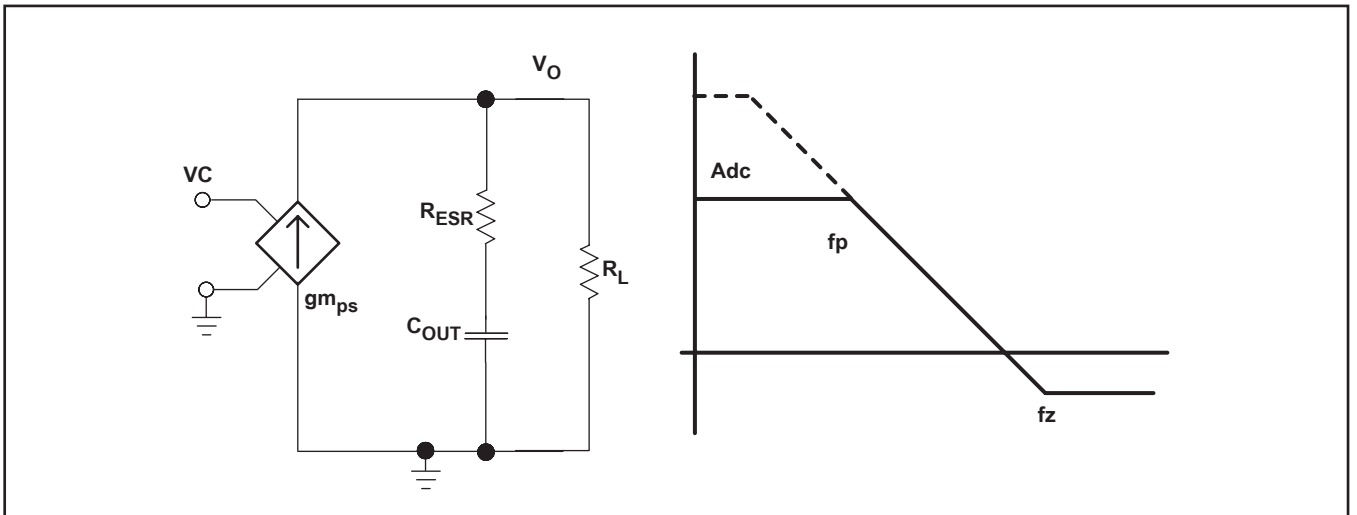 V_O
VC
gm_ps
R_ESR
C_OUT
R_L
Adc
fp
fz